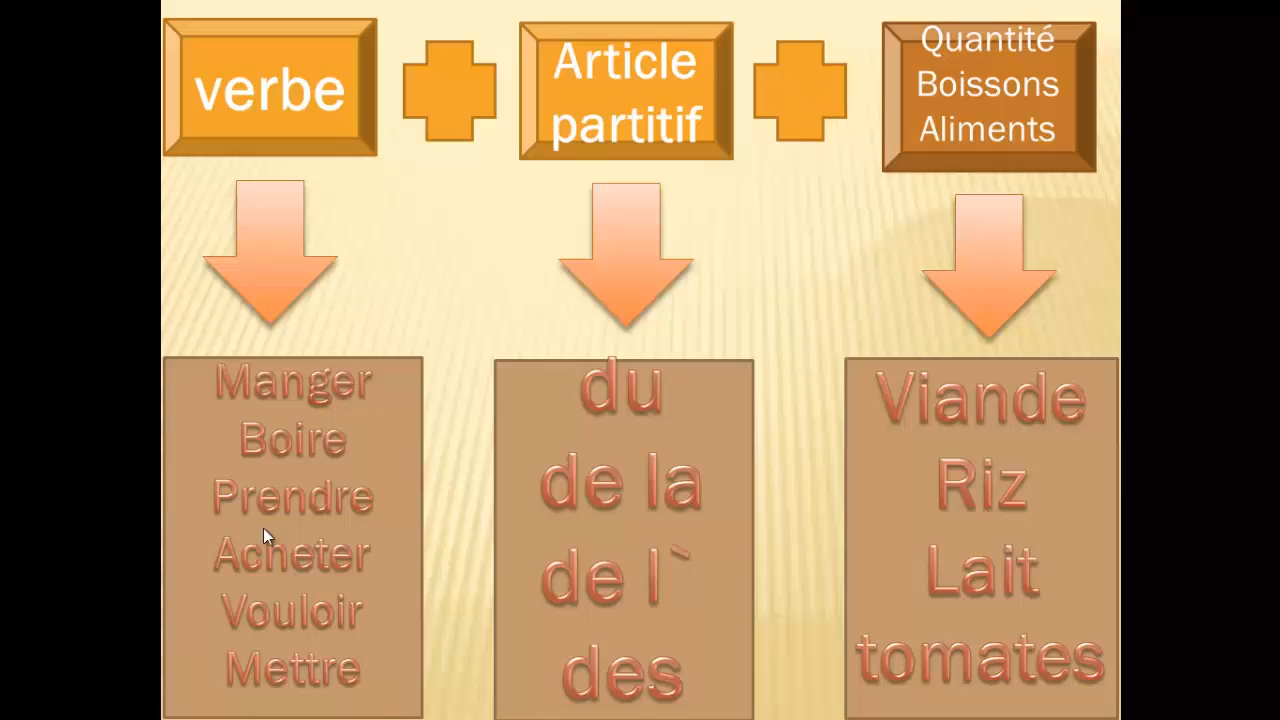 verbe
Article
partitif
Quantité
Boissons
Aliments
Manger
Boire
Prendre
Acheter
Vouloir
Mettre
du
de la
de l`
des
Viande
Riz
Lait
tomates